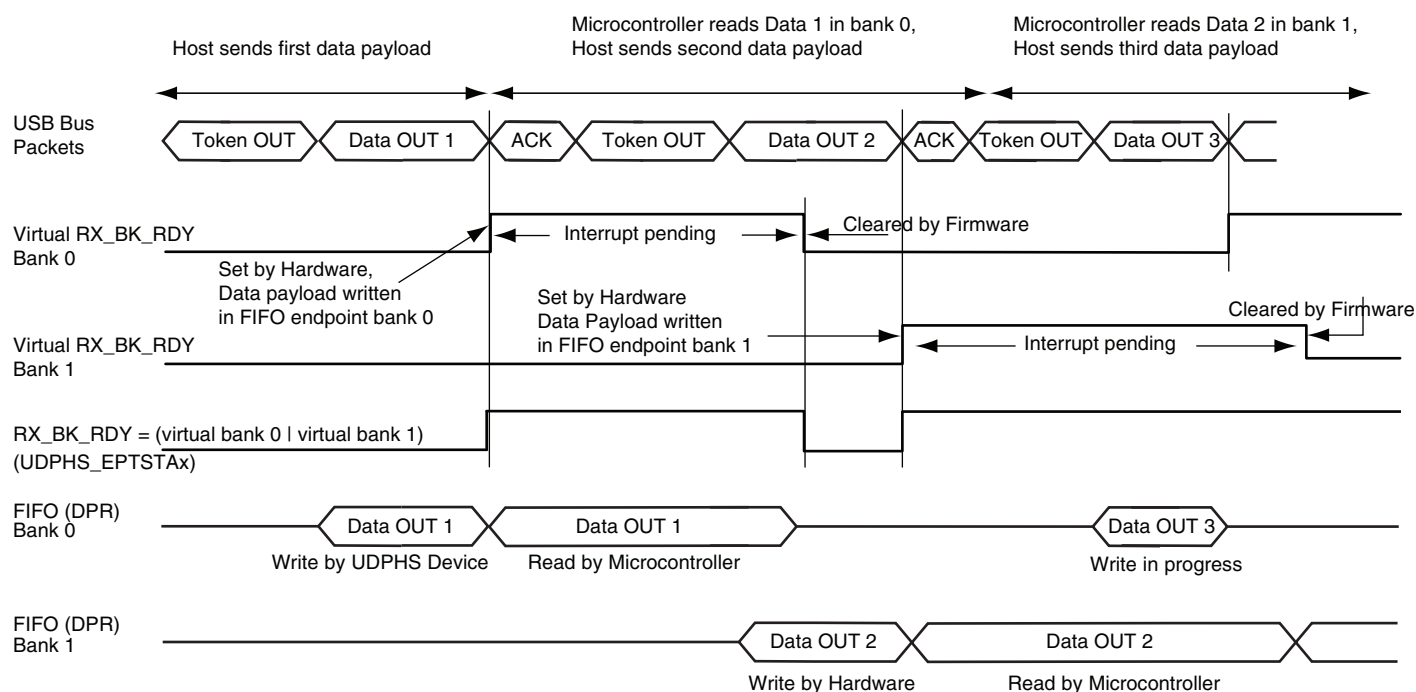 Host sends first data payload
Microcontroller reads Data 1 in bank 0,
Host sends second data payload
Microcontroller reads Data 2 in bank 1,
Host sends third data payload
USB Bus
Packets
Token OUT
Data OUT 1
ACK
Token OUT
Data OUT 2
ACK
Token OUT
Data OUT 3
Virtual RX_BK_RDY
Bank 0
Interrupt pending
Cleared by Firmware
Set by Hardware,
Data payload written
in FIFO endpoint bank 0
Set by Hardware
Data Payload written
in FIFO endpoint bank 1
Cleared by Firmware
Virtual RX_BK_RDY
Bank 1
Interrupt pending
RX_BK_RDY = (virtual bank 0 | virtual bank 1)
(UDPHS_EPTSTAx)
FIFO (DPR)
Bank 0
Data OUT 1
Data OUT 1
Data OUT 3
Write by UDPHS Device
Read by Microcontroller
Write in progress
FIFO (DPR)
Bank 1
Data OUT 2
Data OUT 2
Write by Hardware
Read by Microcontroller